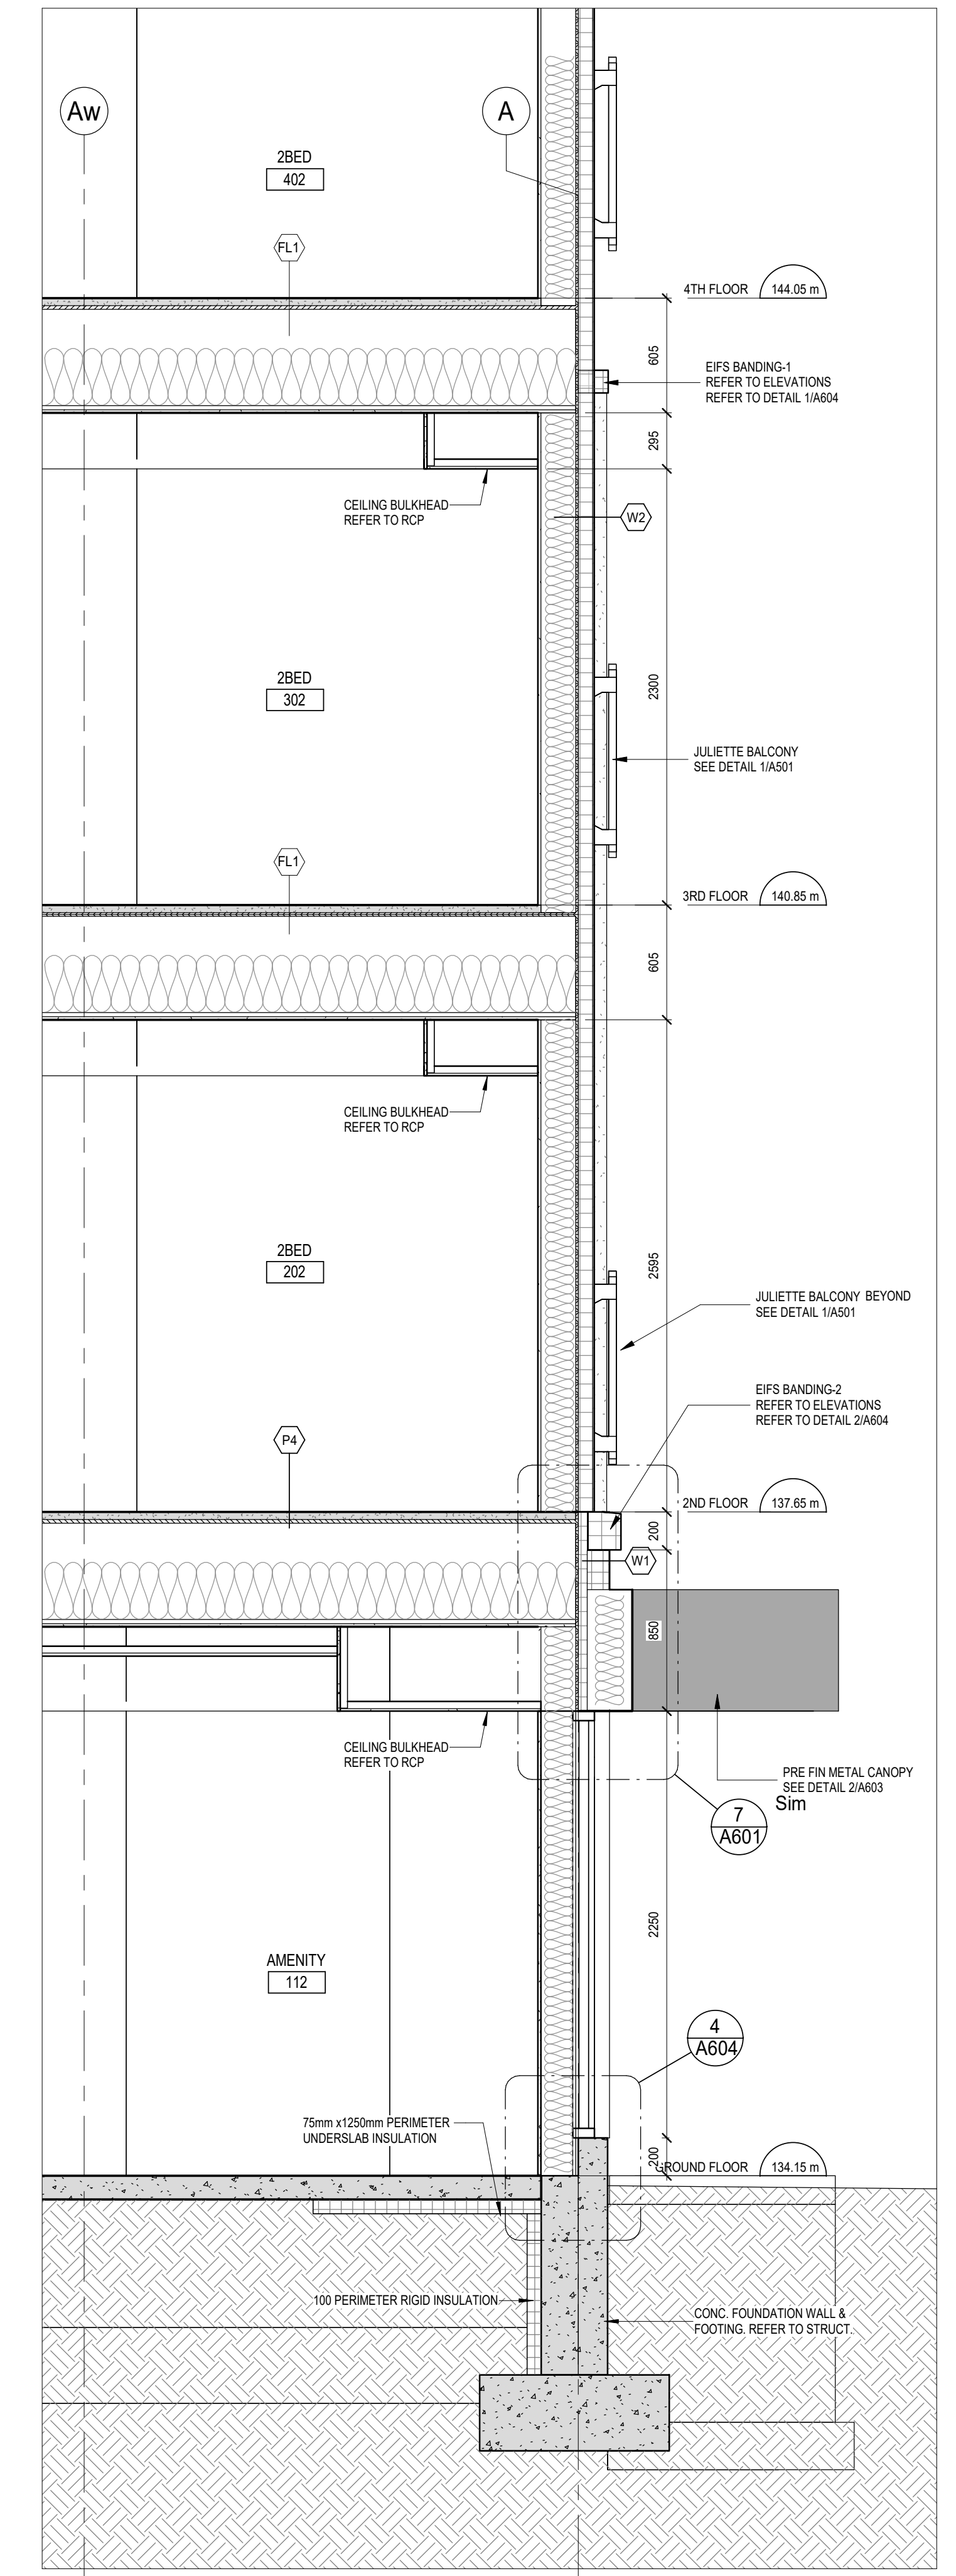 Aw
A
2BED
402
FL1
4TH FLOOR 144.05 m
605
EIFS BANDING-1
REFER TO ELEVATIONS
REFER TO DETAIL 1/A604
295
CEILING BULKHEAD
REFER TO RCP
W2
2BED
302
2300
JULIETTE BALCONY
SEE DETAIL 1/A501
FL1
3RD FLOOR 140.85 m
605
CEILING BULKHEAD
REFER TO RCP
2BED
202
2595
JULIETTE BALCONY BEYOND
SEE DETAIL 1/A501
EIFS BANDING-2
REFER TO ELEVATIONS
REFER TO DETAIL 2/A604
P4
2ND FLOOR 137.65 m
200
W1
850
CEILING BULKHEAD
REFER TO RCP
PRE FIN METAL CANOPY
SEE DETAIL 2/A603
Sim
7
A601
2250
AMENITY
112
4
A604
75mm x1250mm PERIMETER
UNDERSLAB INSULATION
200
GROUND FLOOR 134.15 m
100 PERIMETER RIGID INSULATION
CONC. FOUNDATION WALL &
FOOTING. REFER TO STRUCT.